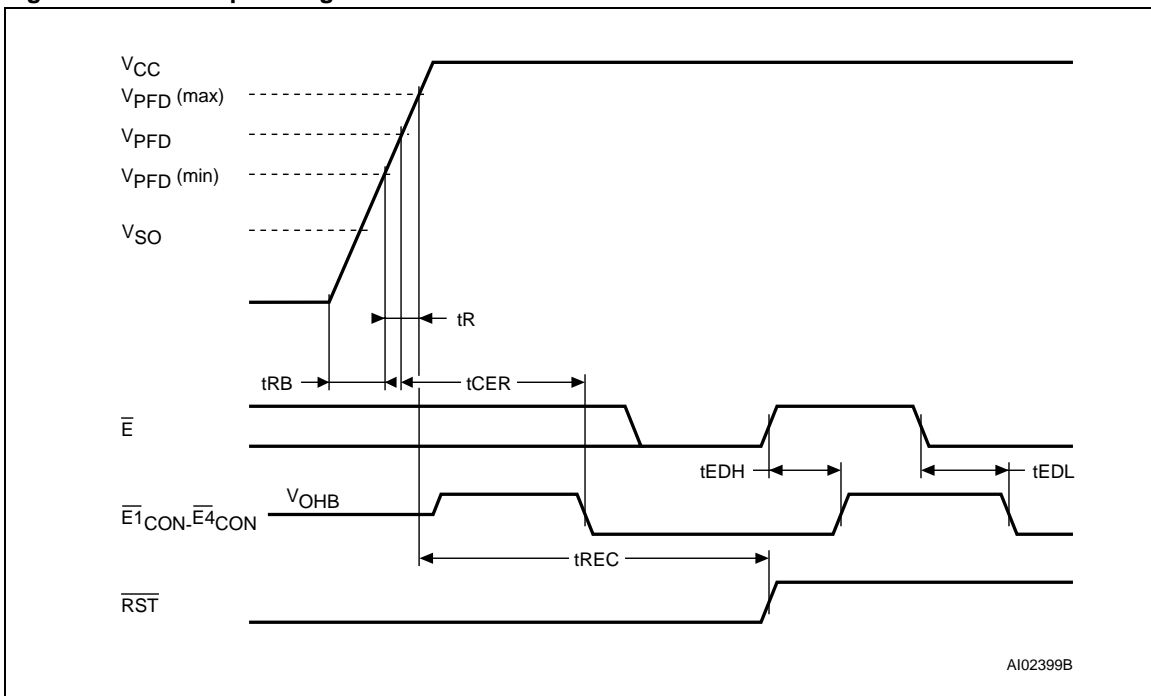 VCC
VPFD (max)
VPFD
VPFD (min)
VSO
tR
tRB
tCER
E
tEDH
tEDL
VOHB
E1CON-E4CON
tREC
RST
AI02399B